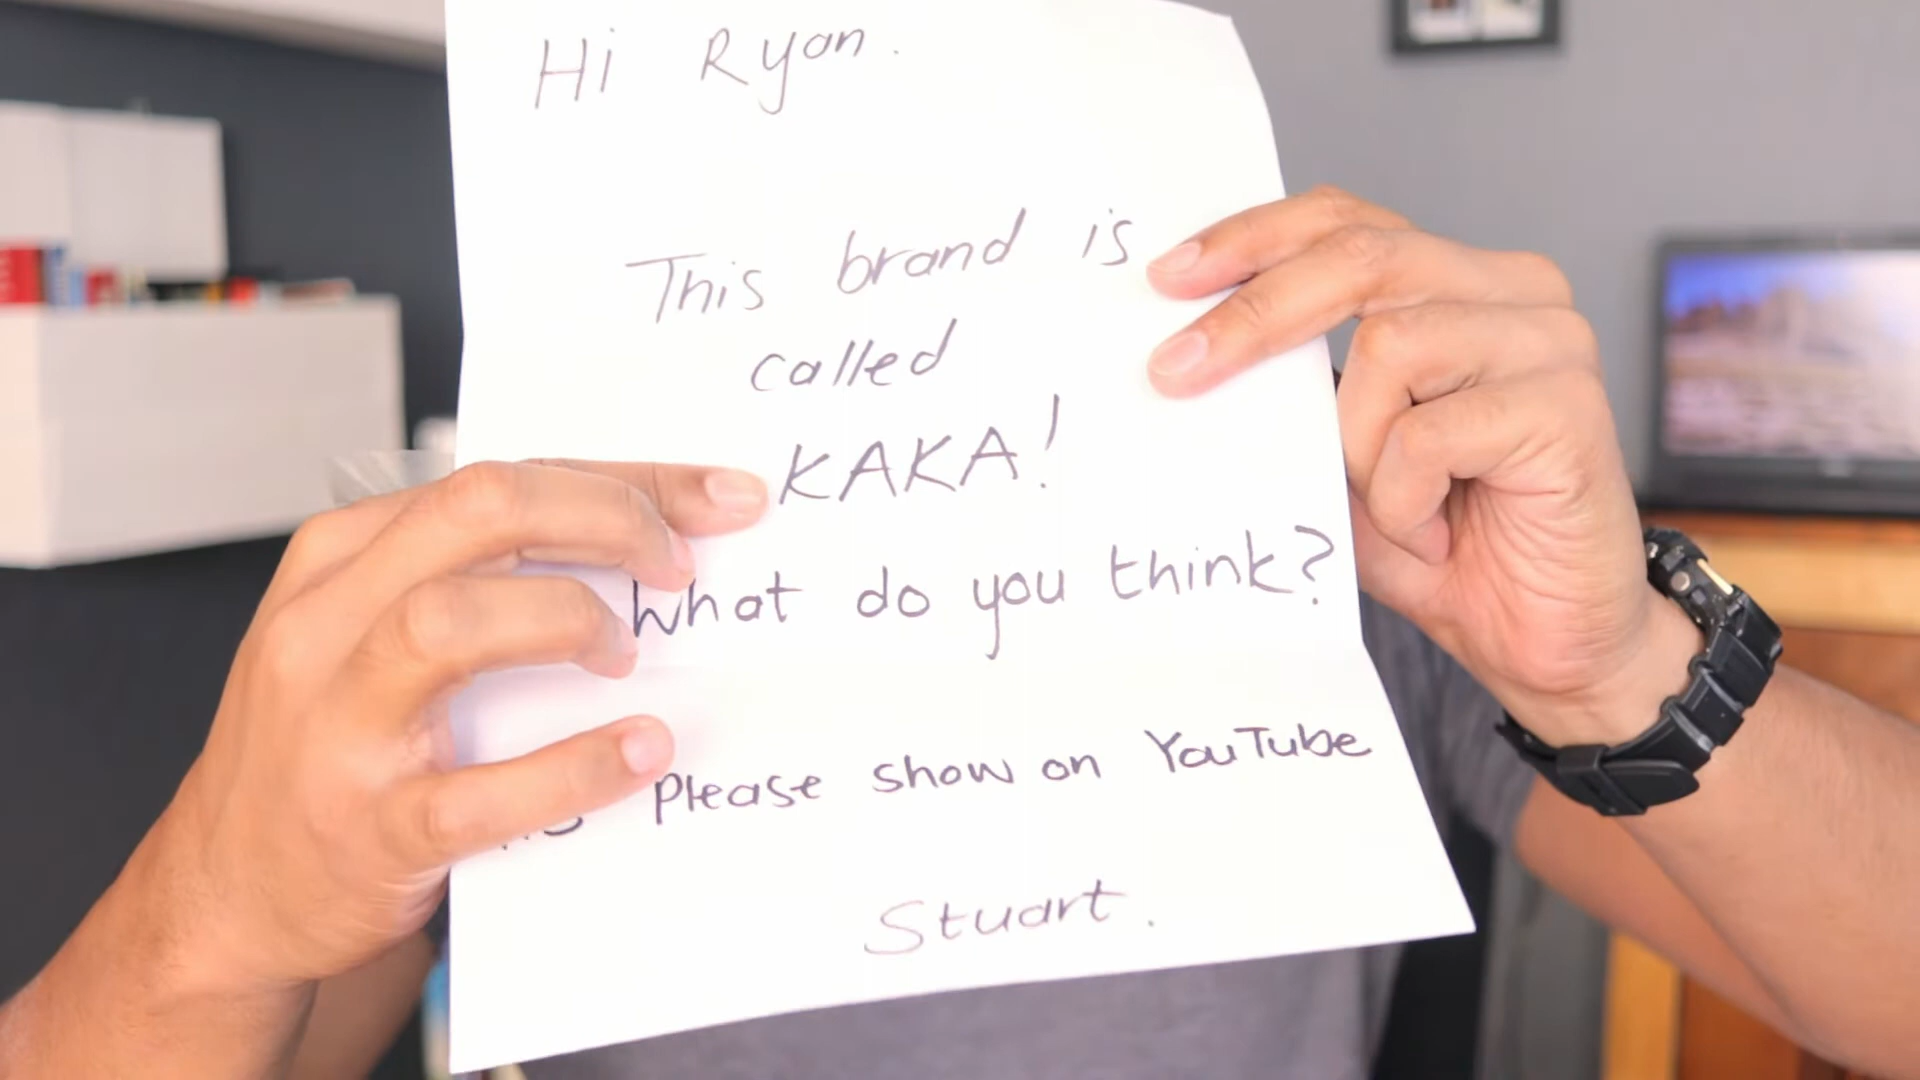 Hi Ryan.
This brand is
called
KAKA!
What do you think?
Please show on YouTube
Stuart.